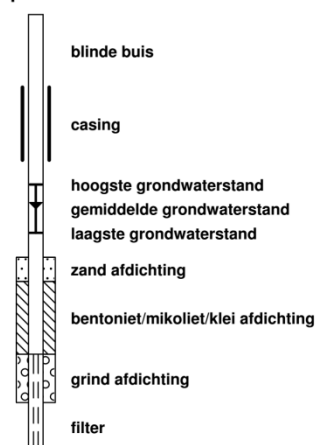 blinde buis
casing
hoogste grondwaterstand
gemiddelde grondwaterstand
laagste grondwaterstand
zand afdichting
bentoniet/mikoliet/klei afdichting
grind afdichting
filter